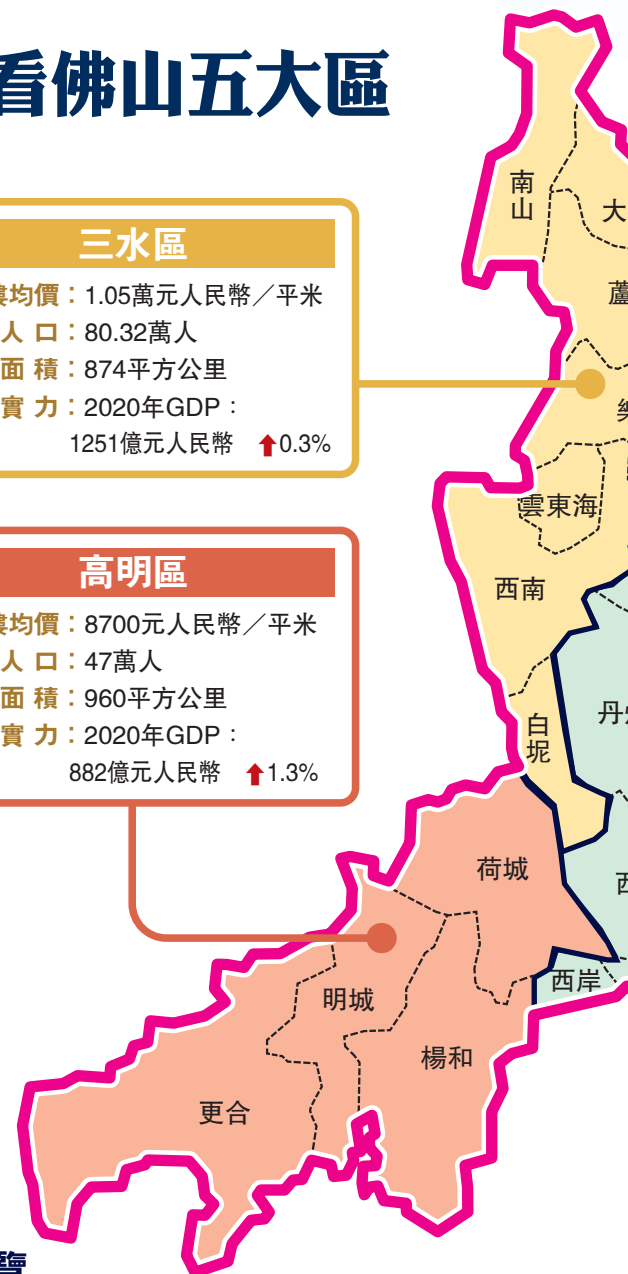 看佛山五大區
三水區
樓均價：1.05萬元人民幣／平米
人 口：80.32萬人
面 積：874平方公里
實 力：2020年GDP：
1251億元人民幣 0.3%
高明區
均價：8700元人民幣／平米
人 口：47萬人
面 積：960平方公里
實 力：2020年GDP：
882億元人民幣 1.3%
南山
大
蘆
樂
雲東海
西南
白坭
丹
西
荷城
西岸
明城
楊和
更合
覽